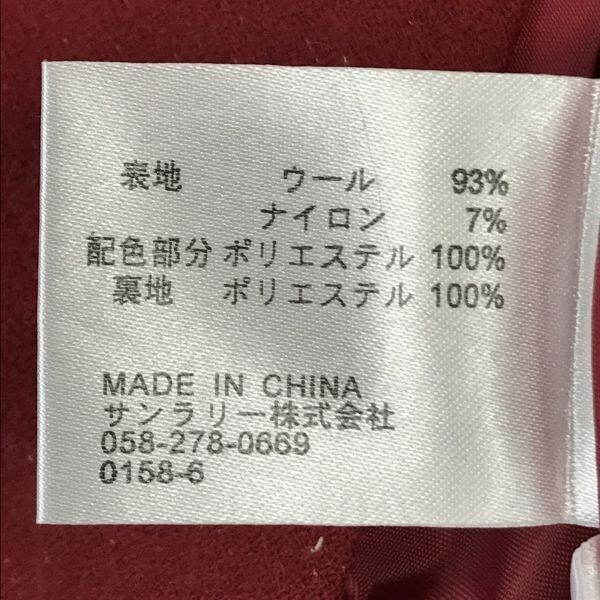 表地 ウール 93%
ナイロン 7%
配色部分 ポリエステル 100%
裏地 ポリエステル 100%
MADE IN CHINA
サンラリー株式会社
058-278-0669
0158-6